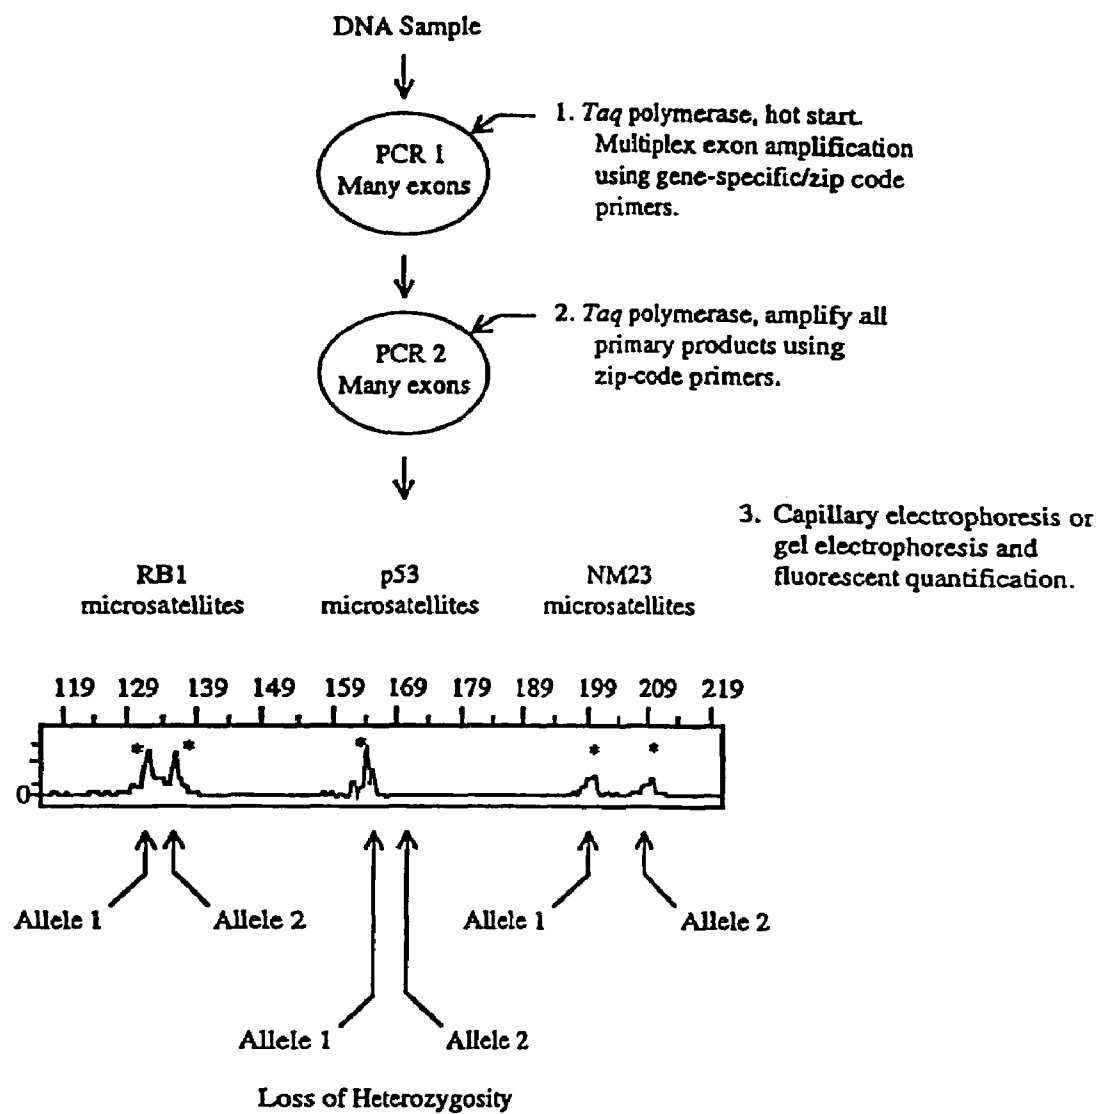 DNA Sample
PCR 1
Many exons
1. Taq polymerase, hot start.
Multiplex exon amplification
using gene-specific/zip code
primers.
PCR 2
Many exons
2. Taq polymerase, amplify all
primary products using
zip-code primers.
3. Capillary electrophoresis or
gel electrophoresis and
fluorescent quantification.
RB1
microsatellites
p53
microsatellites
NM23
microsatellites
119 129 139 149 159 169 179 189 199 209 219
* * * * *
0
Allele 1 Allele 2 Allele 1 Allele 2
Allele 1 Allele 2
Loss of Heterozygosity